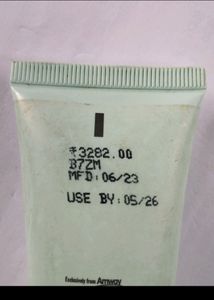 ₹3282.00
B7ZM
MFD:06/23
USE BY:05/26
Exclusively from Amway